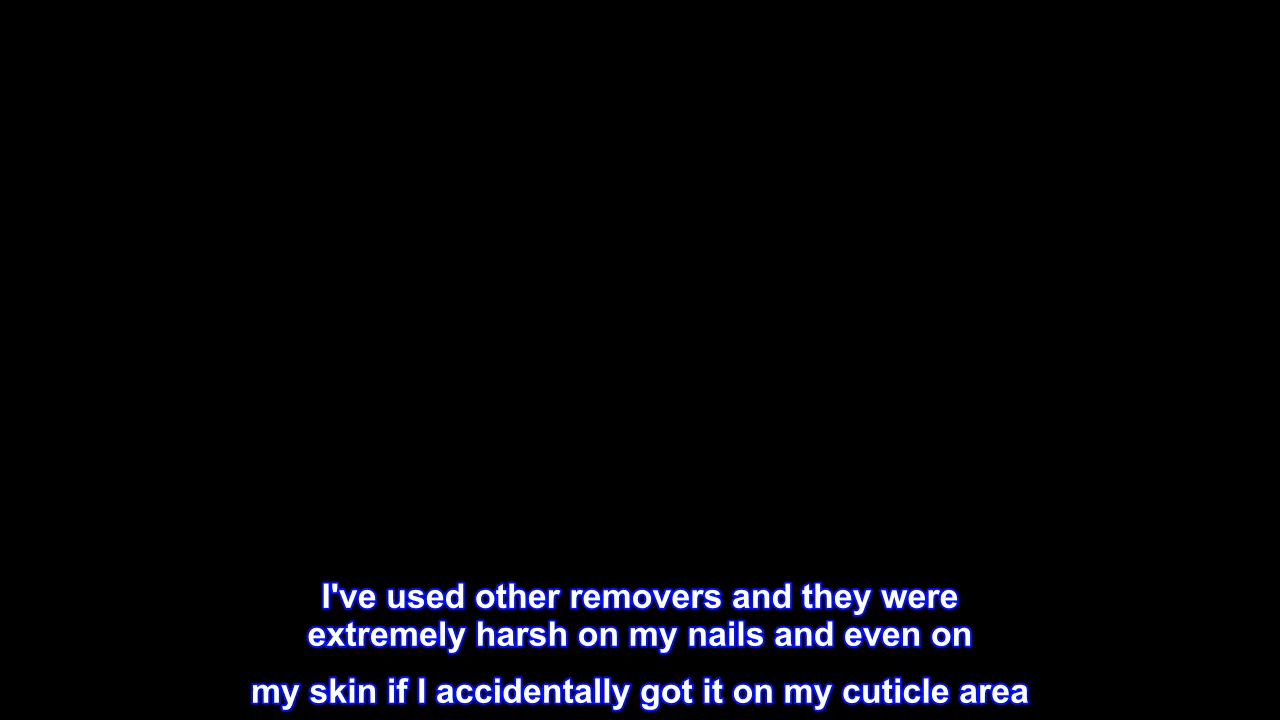 I've used other removers and they were
extremely harsh on my nails and even on
my skin if I accidentally got it on my cuticle area